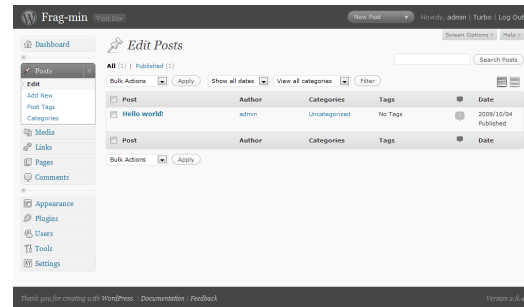 Frag-min Visit Site New Post Howdy, admin | Turbo | Log Out
Screen Options Help
Dashboard
Edit Posts
All (1) | Published (1)
Search Posts
Posts
Bulk Actions Apply Show all dates View all categories Filter
Edit
Add New
Post Tags
Categories
Post Author Categories Tags Date
Hello world! admin Uncategorized No Tags 2009/10/04
Published
Post Author Categories Tags Date
Bulk Actions Apply
Media
Links
Pages
Comments
Appearance
Plugins
Users
Tools
Settings
Thank you for creating with WordPress | Documentation | Feedback
Version 2.8.4